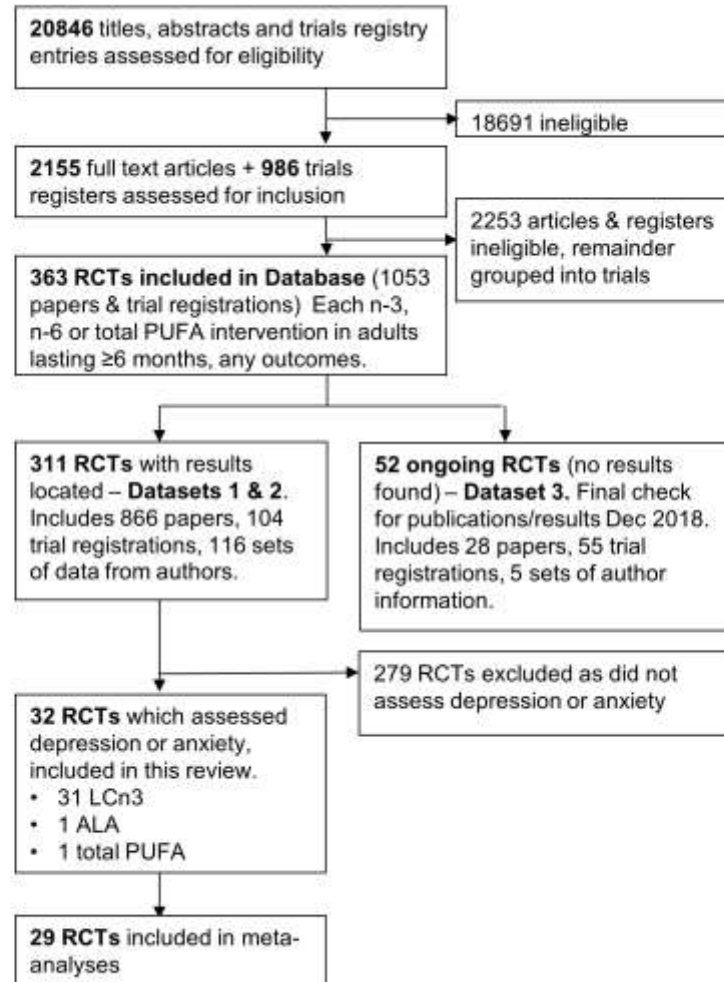 20846 titles, abstracts and trials registry
entries assessed for eligibility
18691 ineligible
2155 full text articles + 986 trials
registers assessed for inclusion
2253 articles & registers
ineligible, remainder
grouped into trials
363 RCTs included in Database (1053
papers & trial registrations) Each n-3,
n-6 or total PUFA intervention in adults
lasting ≥6 months, any outcomes.
311 RCTs with results
located – Datasets 1 & 2.
Includes 866 papers, 104
trial registrations, 116 sets
of data from authors.
52 ongoing RCTs (no results
found) – Dataset 3. Final check
for publications/results Dec 2018.
Includes 28 papers, 55 trial
registrations, 5 sets of author
information.
279 RCTs excluded as did not
assess depression or anxiety
32 RCTs which assessed
depression or anxiety,
included in this review.
• 31 LCn3
• 1 ALA
• 1 total PUFA
29 RCTs included in meta-
analyses